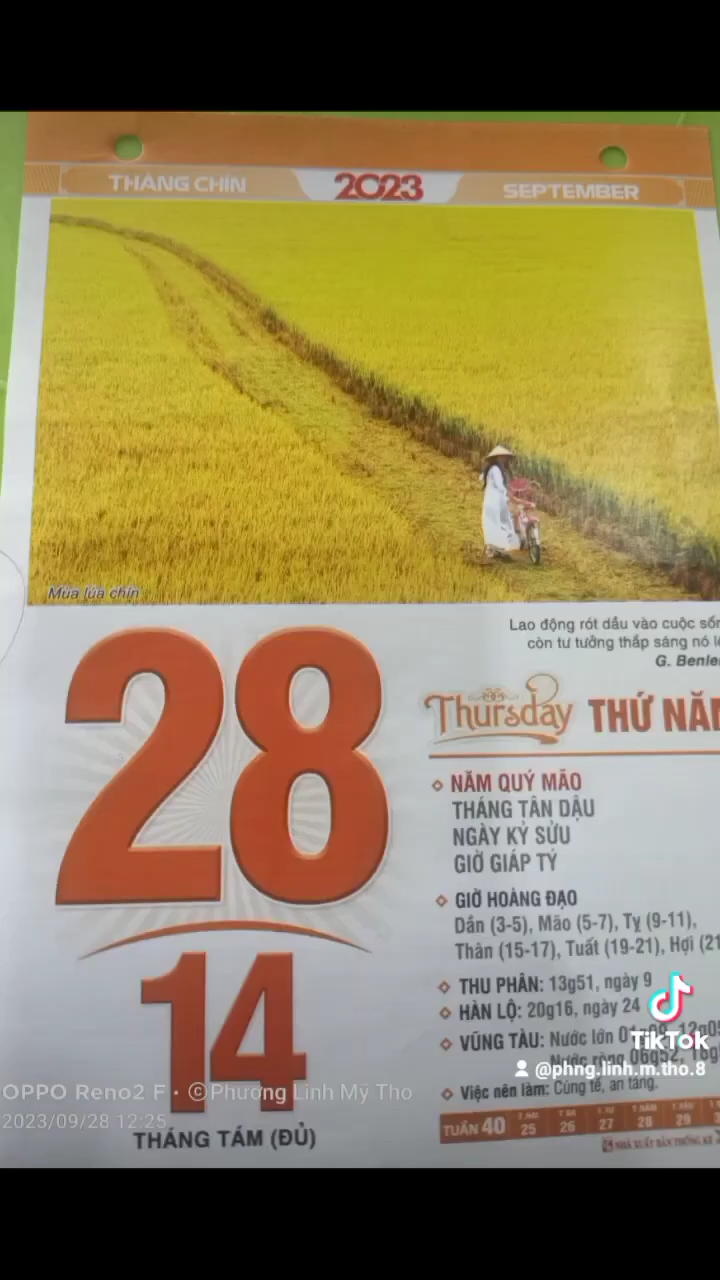 THÁNG CHÍN 2023 SEPTEMBER
Mùa lúa chín
Lao động rót dầu vào cuộc
còn tư tưởng thắp sáng nó
G.
28
Thursday THỨ
NĂM QUÝ MÃO
THÁNG TÂN DẬU
NGÀY KỶ SỬU
GIỜ GIÁP TÝ
GIỜ HOÀNG ĐẠO
Dần (3-5), Mão (5-7), Tỵ (9-11),
Thân (15-17), Tuất (19-21), Hợi
14
THÁNG TÁM (ĐỦ)
THU PHÂN: 13g51, ngày 9
HÀN LỘ: 20g16, ngày 24
VŨNG TÀU: Nước lớn
Nước ròng 06g52,
Việc nên làm: Cúng tế, an táng.
TUẦN 40 25 26 27 28 29
NHÀ XUẤT BẢN THỐNG KÊ
TikTok
@phng.linh.m.tho.8
OPPO Reno2 F · ©Phương Linh Mỹ Tho
2023/09/28 12:25